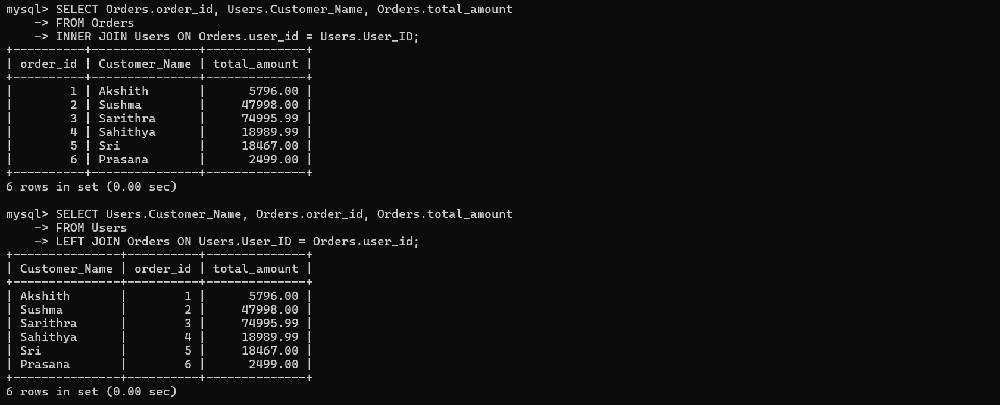 mysql> SELECT Orders.order_id, Users.Customer_Name, Orders.total_amount
    -> FROM Orders
    -> INNER JOIN Users ON Orders.user_id = Users.User_ID;
+----------+---------------+--------------+
| order_id | Customer_Name | total_amount |
+----------+---------------+--------------+
|        1 | Akshith       |      5796.00 |
|        2 | Sushma        |     47998.00 |
|        3 | Sarithra      |     74995.99 |
|        4 | Sahithya      |     18989.99 |
|        5 | Sri           |     18467.00 |
|        6 | Prasana       |      2499.00 |
+----------+---------------+--------------+
6 rows in set (0.00 sec)

mysql> SELECT Users.Customer_Name, Orders.order_id, Orders.total_amount
    -> FROM Users
    -> LEFT JOIN Orders ON Users.User_ID = Orders.user_id;
+---------------+----------+--------------+
| Customer_Name | order_id | total_amount |
+---------------+----------+--------------+
| Akshith       |        1 |      5796.00 |
| Sushma        |        2 |     47998.00 |
| Sarithra      |        3 |     74995.99 |
| Sahithya      |        4 |     18989.99 |
| Sri           |        5 |     18467.00 |
| Prasana       |        6 |      2499.00 |
+---------------+----------+--------------+
6 rows in set (0.00 sec)